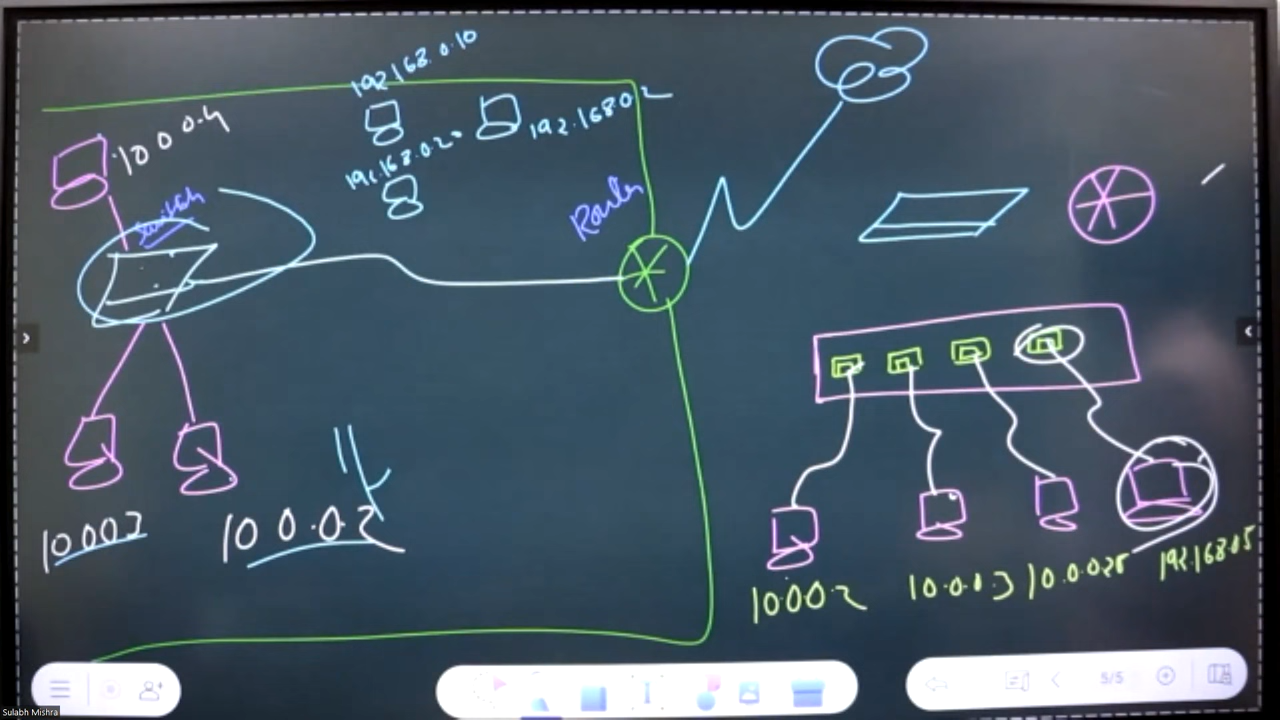 192.168.0.10
10 0 0.4
192.168.0.2
192.168.0.20
Switch
Router
10.0.0.2
10.0.0.3
10.0.0.25
192.168.0.5
10 0 0 2
10 0.0.2
5/5
Sulabh Mishra